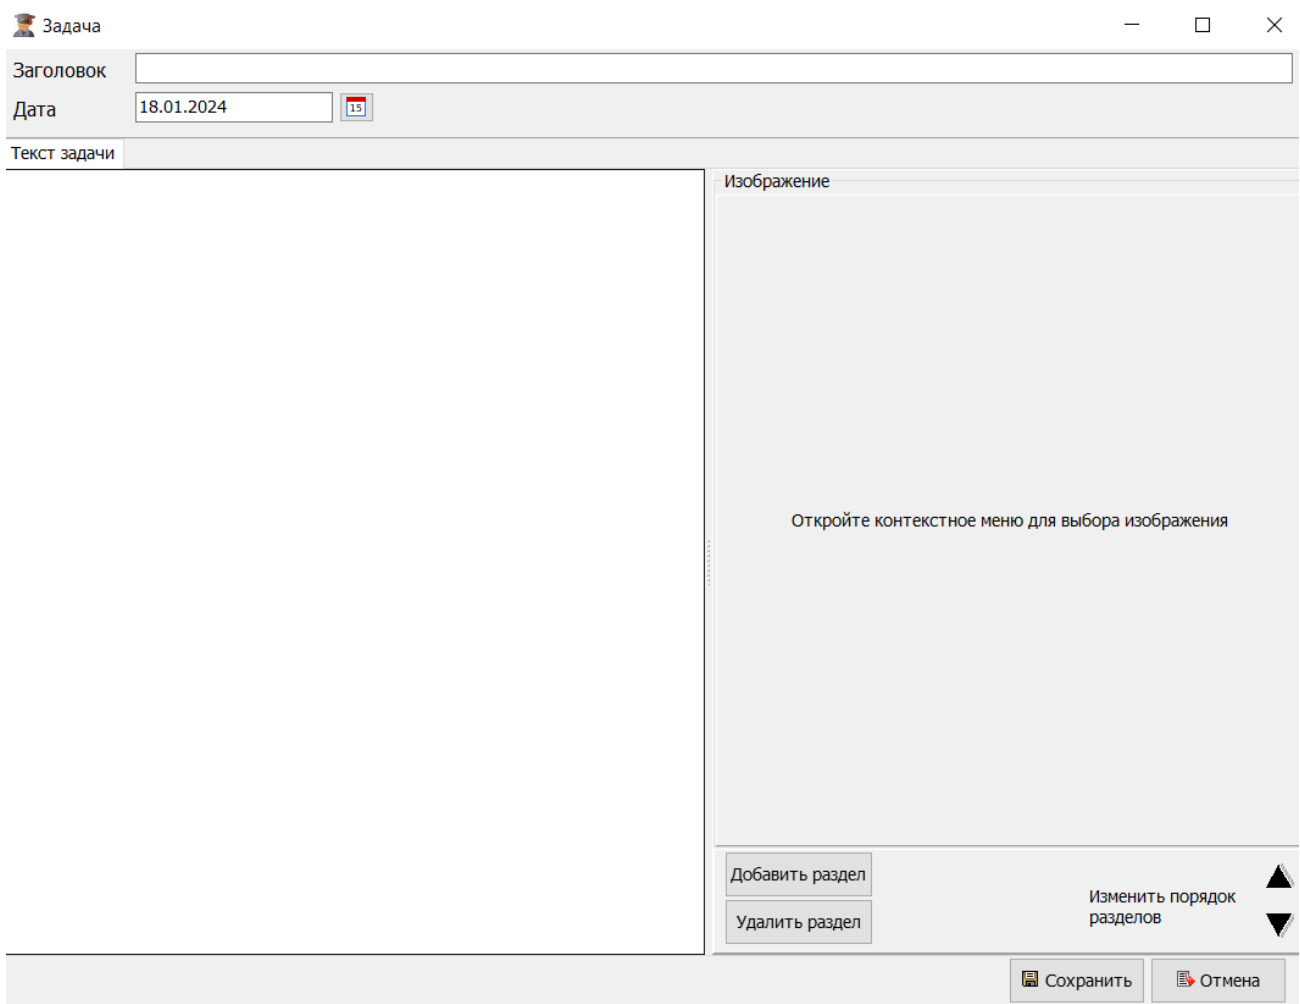 Задача
Заголовок
Дата
18.01.2024
15
Текст задачи
Изображение
Откройте контекстное меню для выбора изображения
Добавить раздел
Удалить раздел
Изменить порядок
разделов
Сохранить
Отмена